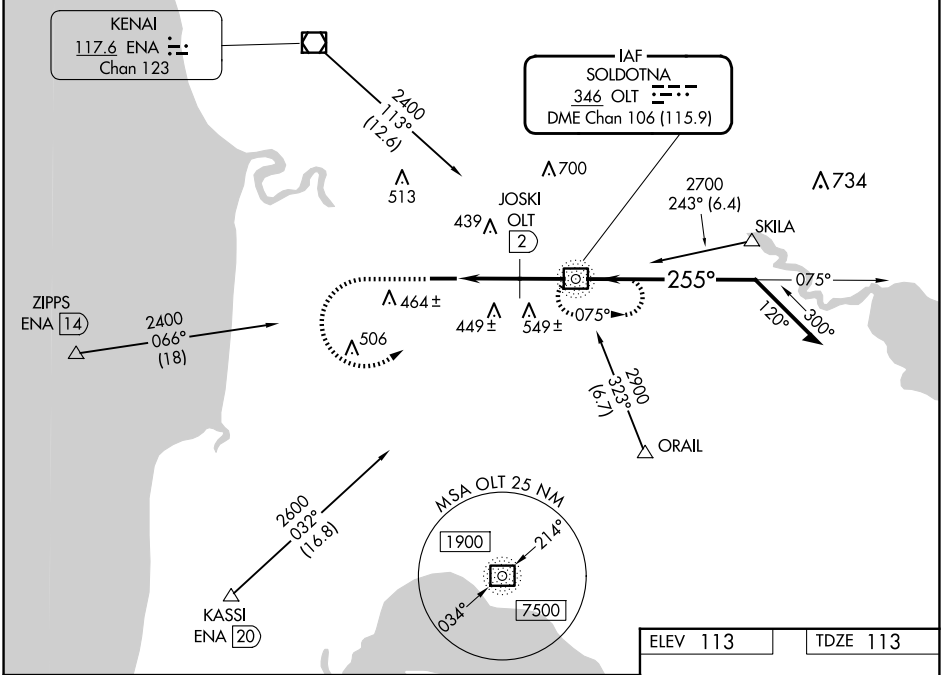 KENAI
117.6 ENA
Chan 123
IAF
SOLDOTNA
346 OLT
DME Chan 106 (115.9)
2400
113°
(12.6)
513
700
734
JOSKI
OLT
2
439
2700
243° (6.4)
SKILA
255°
075°
120°
300°
075°
464 ±
449 ±
549 ±
506
ZIPPS
ENA 14
2400
066°
(18)
2900
323°
(6.7)
ORAIL
2600
032°
(16.8)
KASSI
ENA 20
MSA OLT 25 NM
1900
214°
034°
7500
ELEV 113
TDZE 113